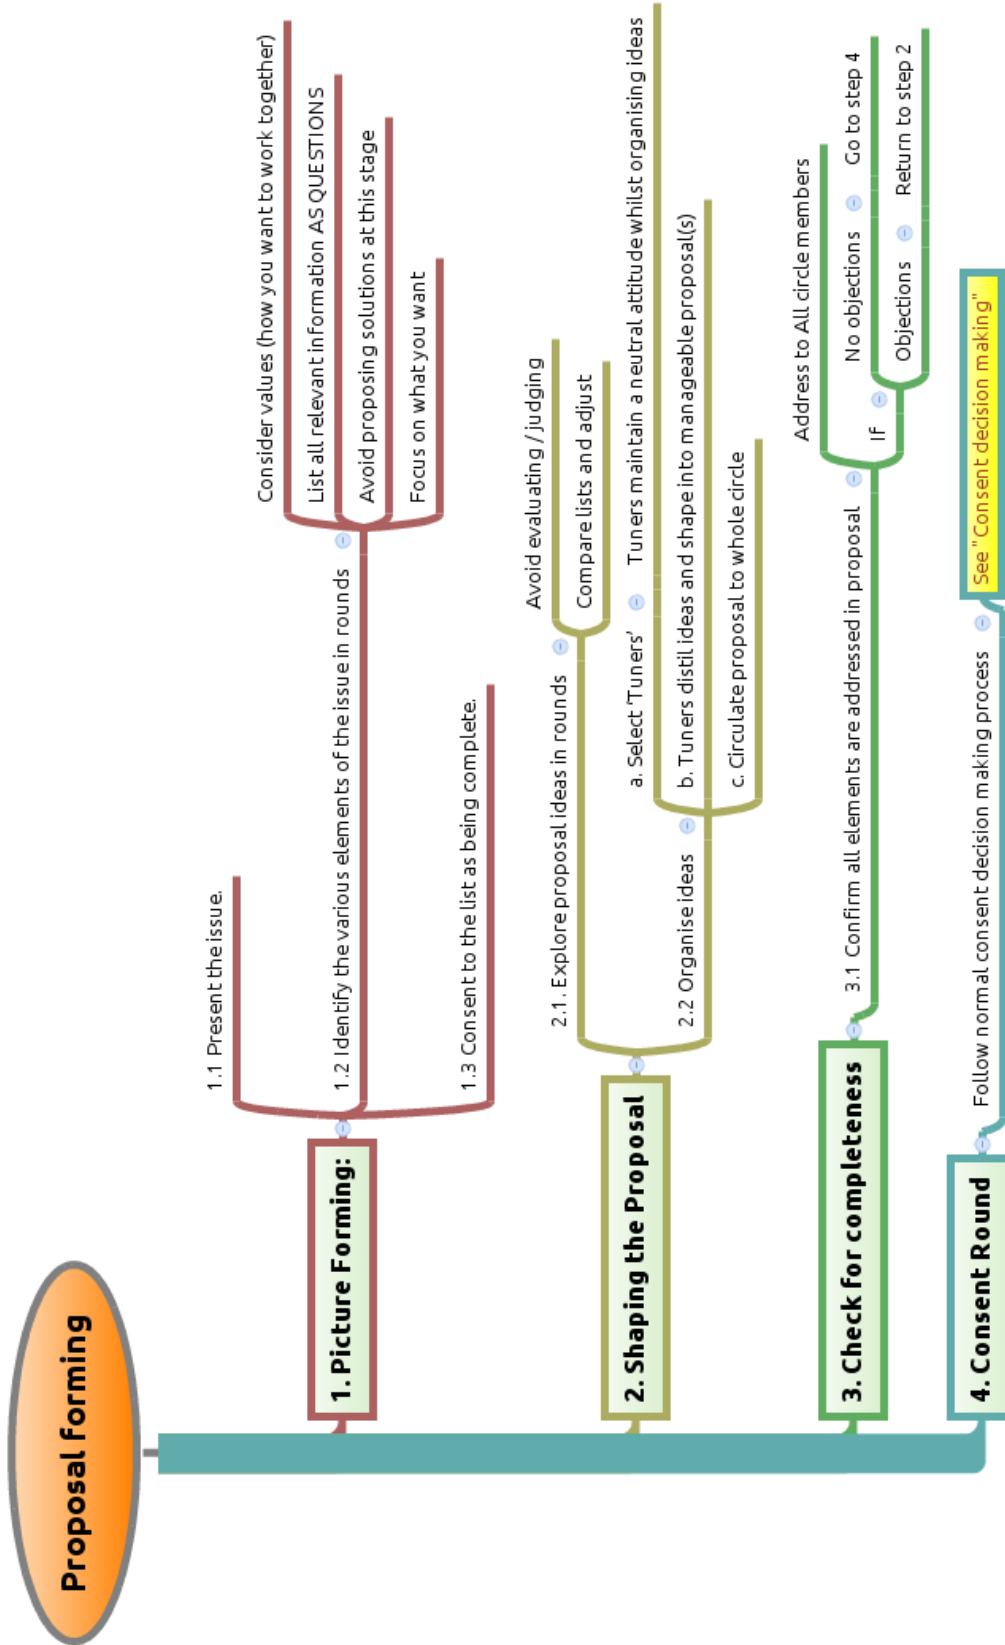 Proposal forming
1. Picture Forming:
1.1 Present the issue.
1.2 Identify the various elements of the issue in rounds
Consider values (how you want to work together)
List all relevant information AS QUESTIONS
Avoid proposing solutions at this stage
Focus on what you want
1.3 Consent to the list as being complete.
2. Shaping the Proposal
2.1. Explore proposal ideas in rounds
Avoid evaluating / judging
Compare lists and adjust
2.2 Organise ideas
a. Select 'Tuners'
Tuners maintain a neutral attitude whilst organising ideas
b. Tuners distil ideas and shape into manageable proposal(s)
c. Circulate proposal to whole circle
3. Check for completeness
3.1 Confirm all elements are addressed in proposal
Address to All circle members
If
No objections
Go to step 4
Objections
Return to step 2
4. Consent Round
Follow normal consent decision making process
See "Consent decision making"